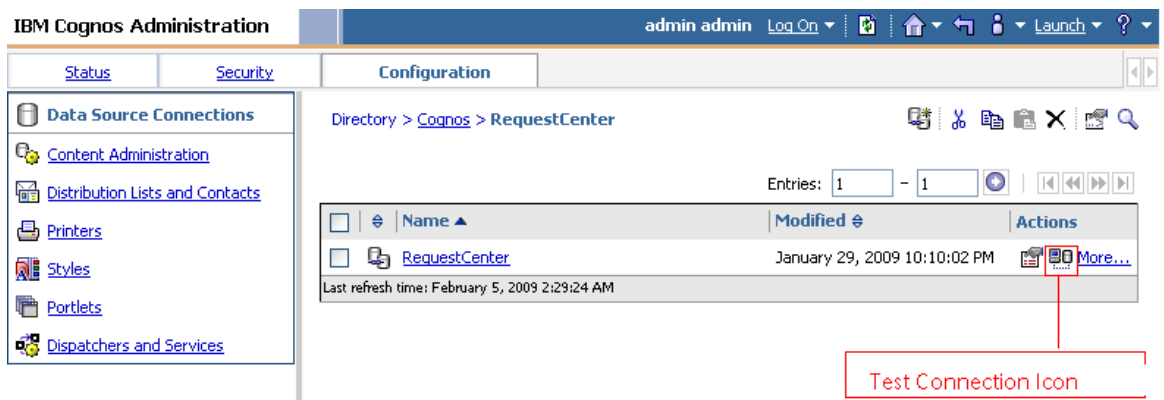 IBM Cognos Administration admin admin Log On Launch ?
Status Security Configuration
Data Source Connections
Content Administration
Distribution Lists and Contacts
Printers
Styles
Portlets
Dispatchers and Services
Directory > Cognos > RequestCenter
Entries: 1 - 1
Name Modified Actions
RequestCenter January 29, 2009 10:10:02 PM More...
Last refresh time: February 5, 2009 2:29:24 AM
Test Connection Icon